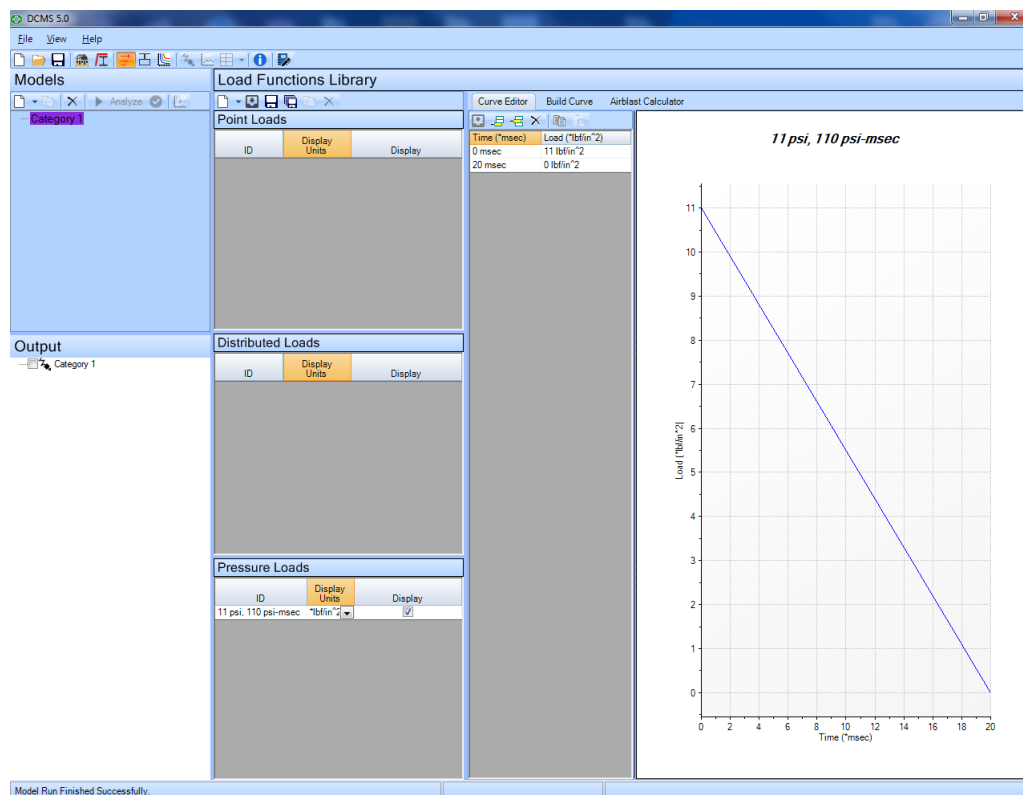 DCMS 5.0
File View Help
Models
Analyze
Category 1
Output
Category 1
Load Functions Library
Point Loads
ID Display Units Display
Distributed Loads
ID Display Units Display
Pressure Loads
ID Display Units Display
11 psi, 110 psi-msec *lbf/in^2
Curve Editor Build Curve Airblast Calculator
Time (*msec) Load (*lbf/in^2)
0 msec 11 lbf/in^2
20 msec 0 lbf/in^2
11 psi, 110 psi-msec
11
10
9
8
7
6
5
4
3
2
1
0
Load (*lbf/in^2)
0 2 4 6 8 10 12 14 16 18 20
Time (*msec)
Model Run Finished Successfully.